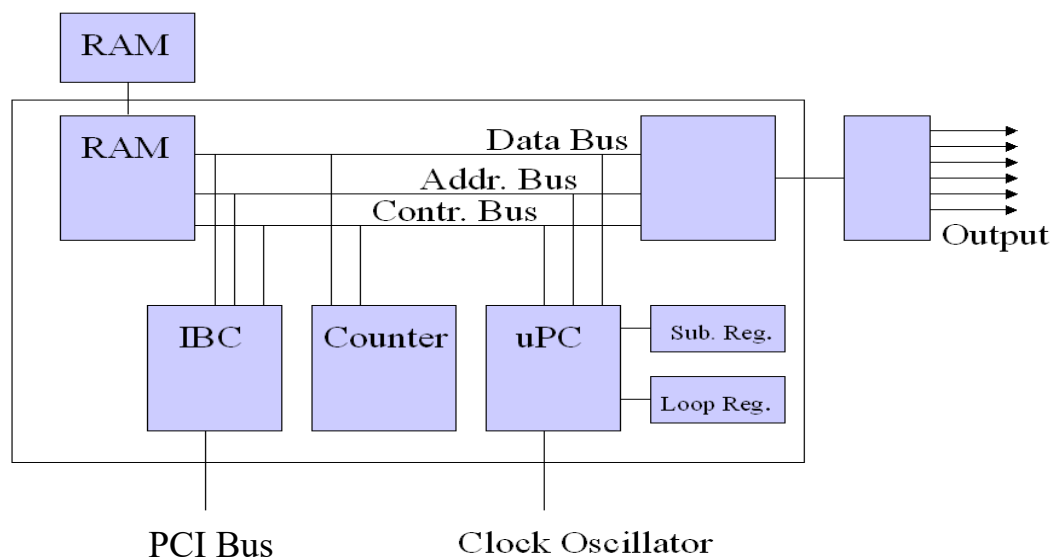 RAM
RAM
Data Bus
Addr. Bus
Contr. Bus
Output
IBC
Counter
uPC
Sub. Reg.
Loop Reg.
PCI Bus
Clock Oscillator